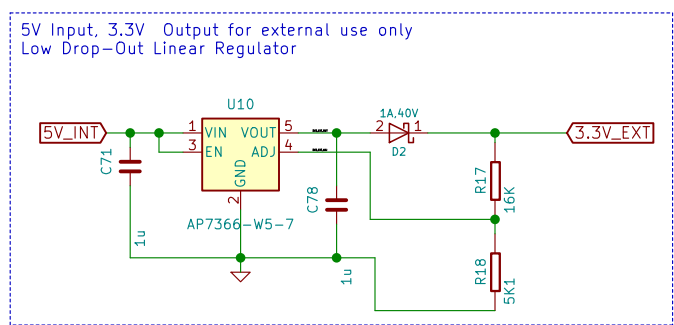 5V Input, 3.3V  Output for external use only
Low Drop-Out Linear Regulator
U10
1A,40V
5V_INT
1
VIN
VOUT
5
2
1
3.3V_EXT
3
EN
ADJ
4
D2
C71
GND
2
R17
16K
C78
AP7366-W5-7
1u
1u
R18
5K1